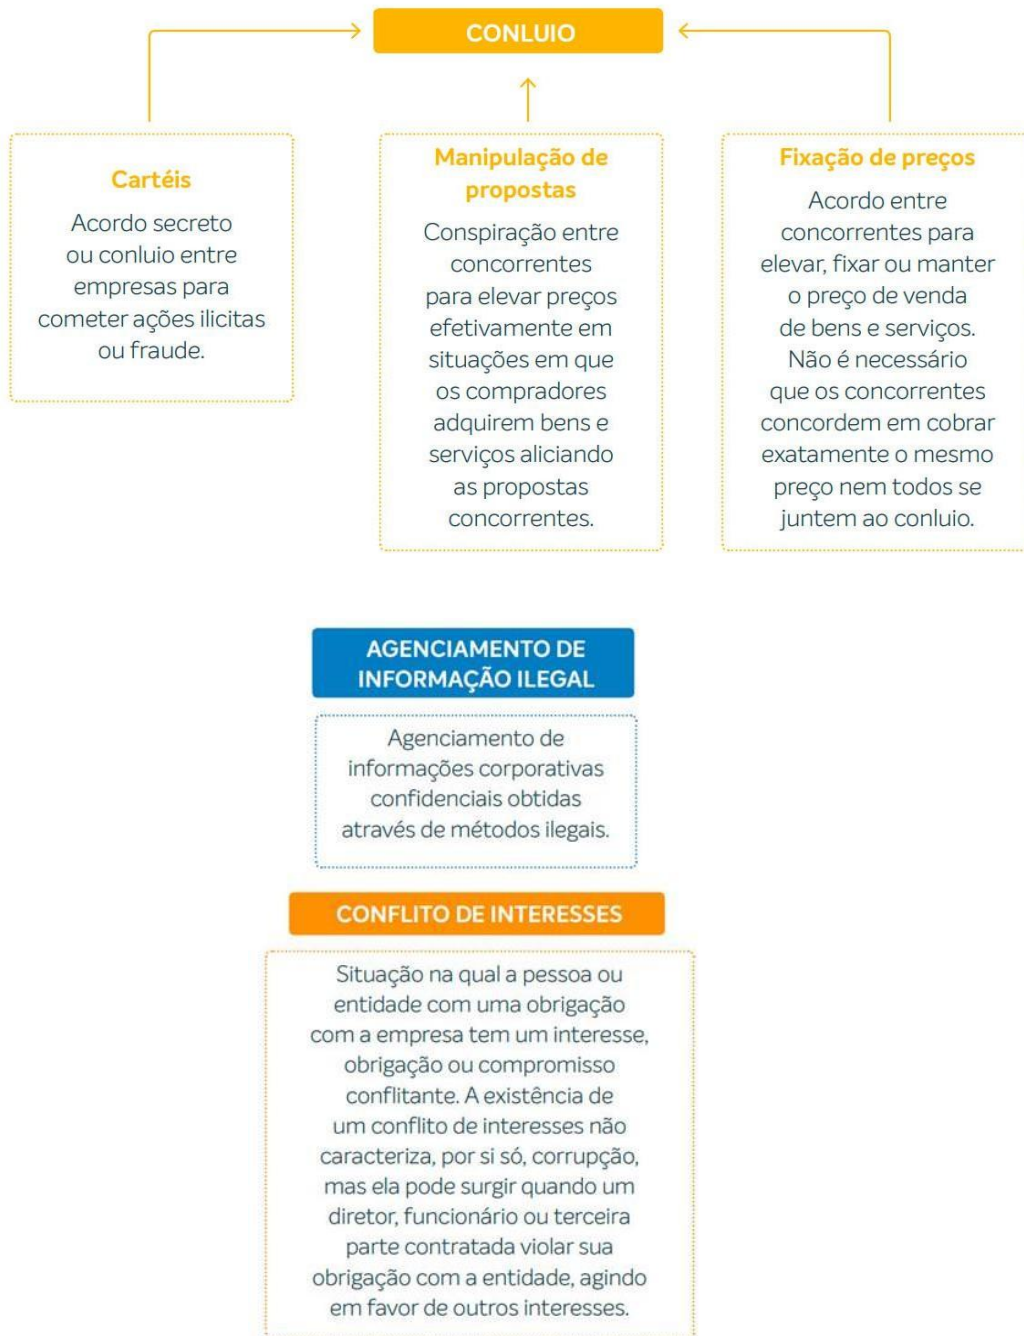 CONLUIO
Cartéis
Acordo secreto
ou conluio entre
empresas para
cometer ações ilicitas
ou fraude.
Manipulação de
propostas
Conspiração entre
concorrentes
para elevar preços
efetivamente em
situações em que
os compradores
adquirem bens e
serviços aliciando
as propostas
concorrentes.
Fixação de preços
Acordo entre
concorrentes para
elevar, fixar ou manter
o preço de venda
de bens e serviços.
Não é necessário
que os concorrentes
concordem em cobrar
exatamente o mesmo
preço nem todos se
juntem ao conluio.
AGENCIAMENTO DE
INFORMAÇÃO ILEGAL
Agenciamento de
informações corporativas
confidenciais obtidas
através de métodos ilegais.
CONFLITO DE INTERESSES
Situação na qual a pessoa ou
entidade com uma obrigação
com a empresa tem um interesse,
obrigação ou compromisso
conflitante. A existência de
um conflito de interesses não
caracteriza, por si só, corrupção,
mas ela pode surgir quando um
diretor, funcionário ou terceira
parte contratada violar sua
obrigação com a entidade, agindo
em favor de outros interesses.